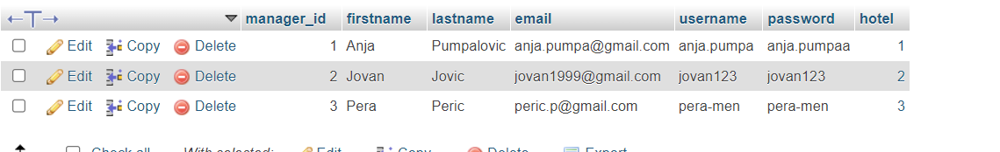 manager_id firstname lastname email username password hotel
Edit Copy Delete 1 Anja Pumpalovic anja.pumpa@gmail.com anja.pumpa anja.pumpaa 1
Edit Copy Delete 2 Jovan Jovic jovan1999@gmail.com jovan123 jovan123 2
Edit Copy Delete 3 Pera Peric peric.p@gmail.com pera-men pera-men 3
Check all With selected: Edit Copy Delete Export